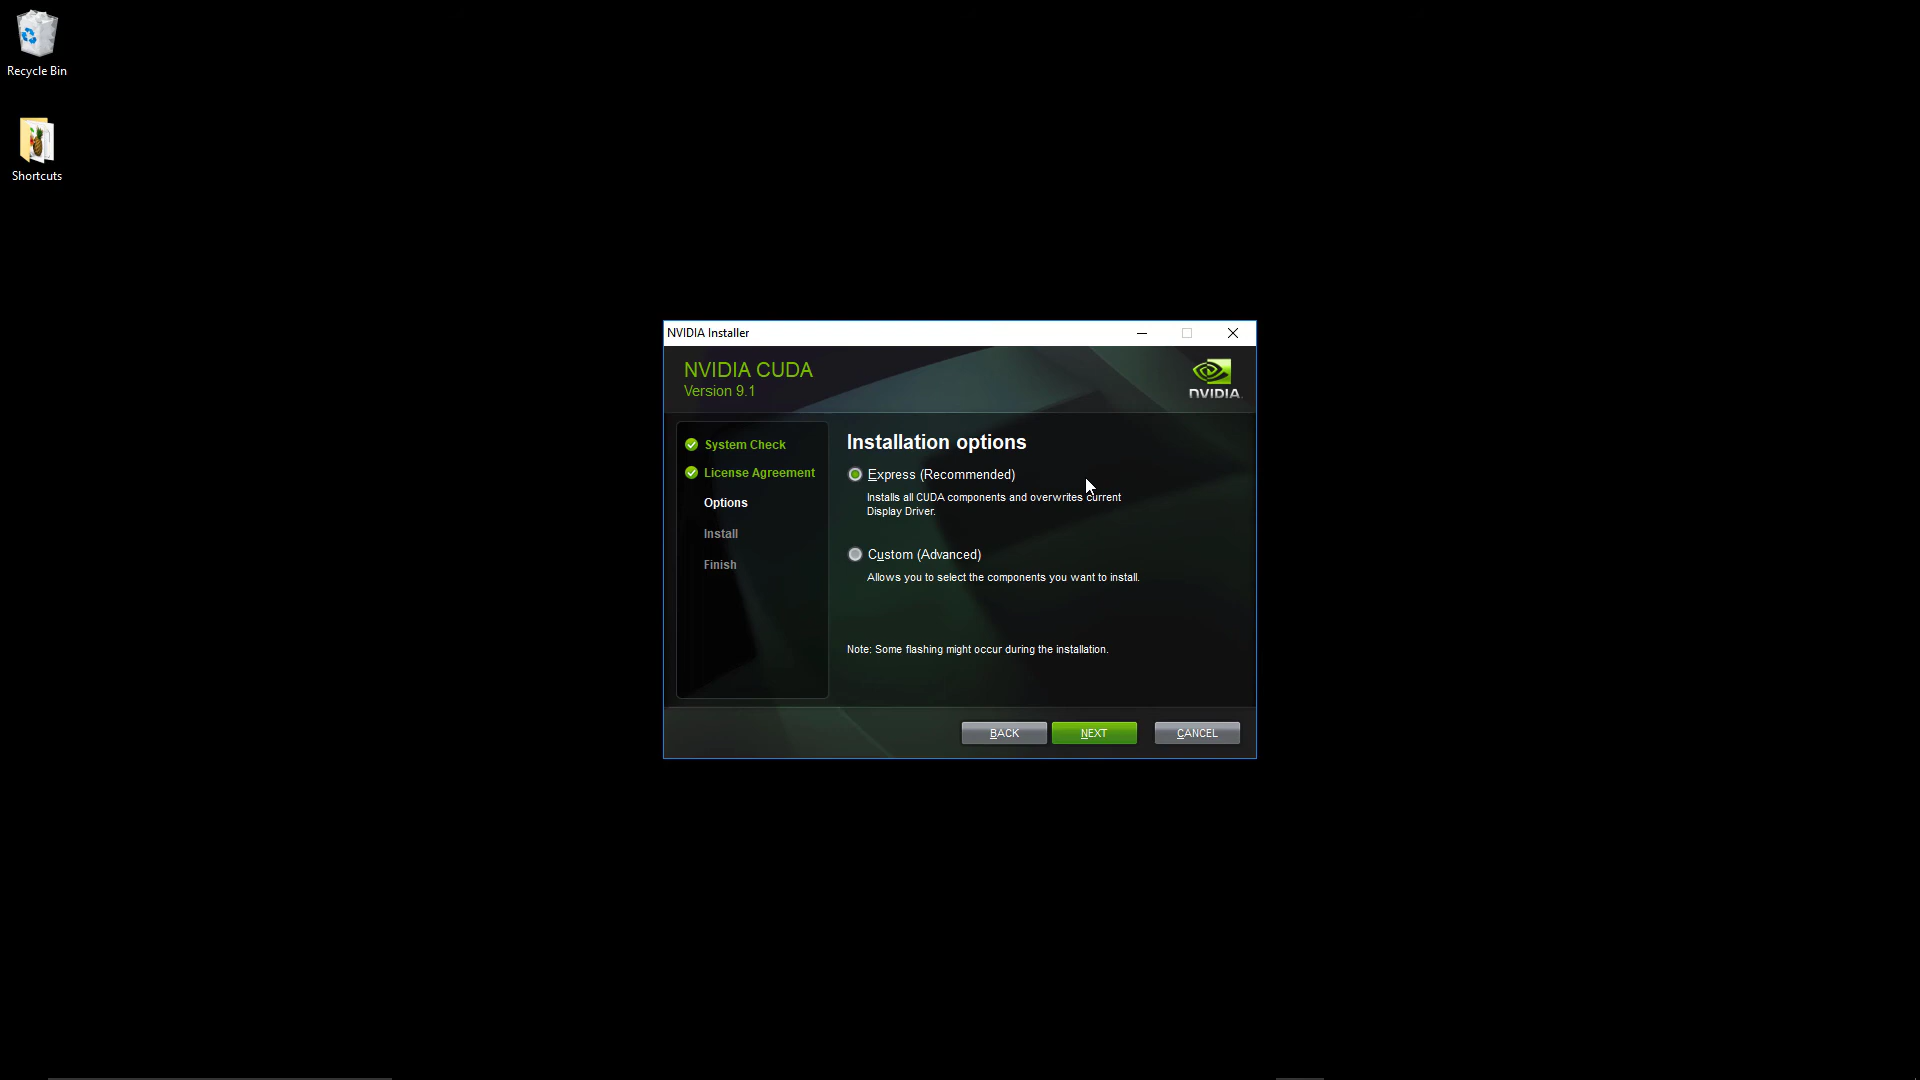 Recycle Bin
Shortcuts
NVIDIA Installer
NVIDIA CUDA
Version 9.1
NVIDIA.
System Check
License Agreement
Options
Install
Finish
Installation options
Express (Recommended)
Installs all CUDA components and overwrites current
Display Driver.
Custom (Advanced)
Allows you to select the components you want to install.
Note: Some flashing might occur during the installation.
BACK
NEXT
CANCEL